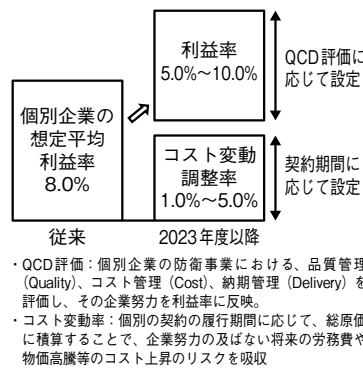 利益率
5.0%~10.0%
QCD評価に
応じて設定
個別企業の
想定平均
利益率
8.0%
コスト変動
調整率
1.0%~5.0%
契約期間に
応じて設定
従来
2023年度以降
・QCD評価：個別企業の防衛事業における、品質管理
（Quality）、コスト管理（Cost）、納期管理（Delivery）を
評価し、その企業努力を利益率に反映。
・コスト変動率：個別の契約の履行期間に応じて、総原価
に積算することで、企業努力の及ばない将来の労務費や
物価高騰等のコスト上昇のリスクを吸収